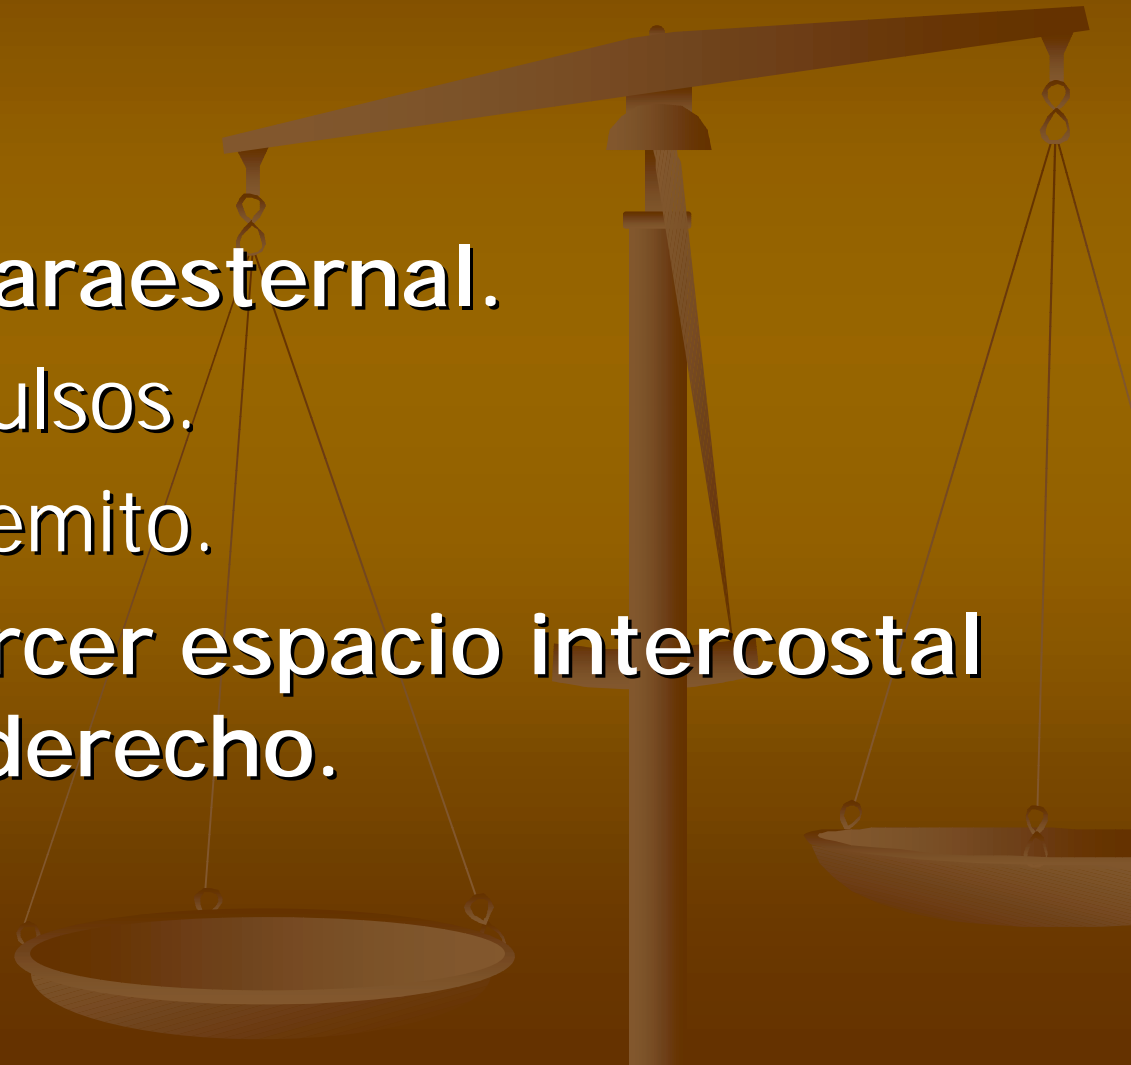 araesternal.
ulsos.
emito.
rcer espacio intercostal
derecho.